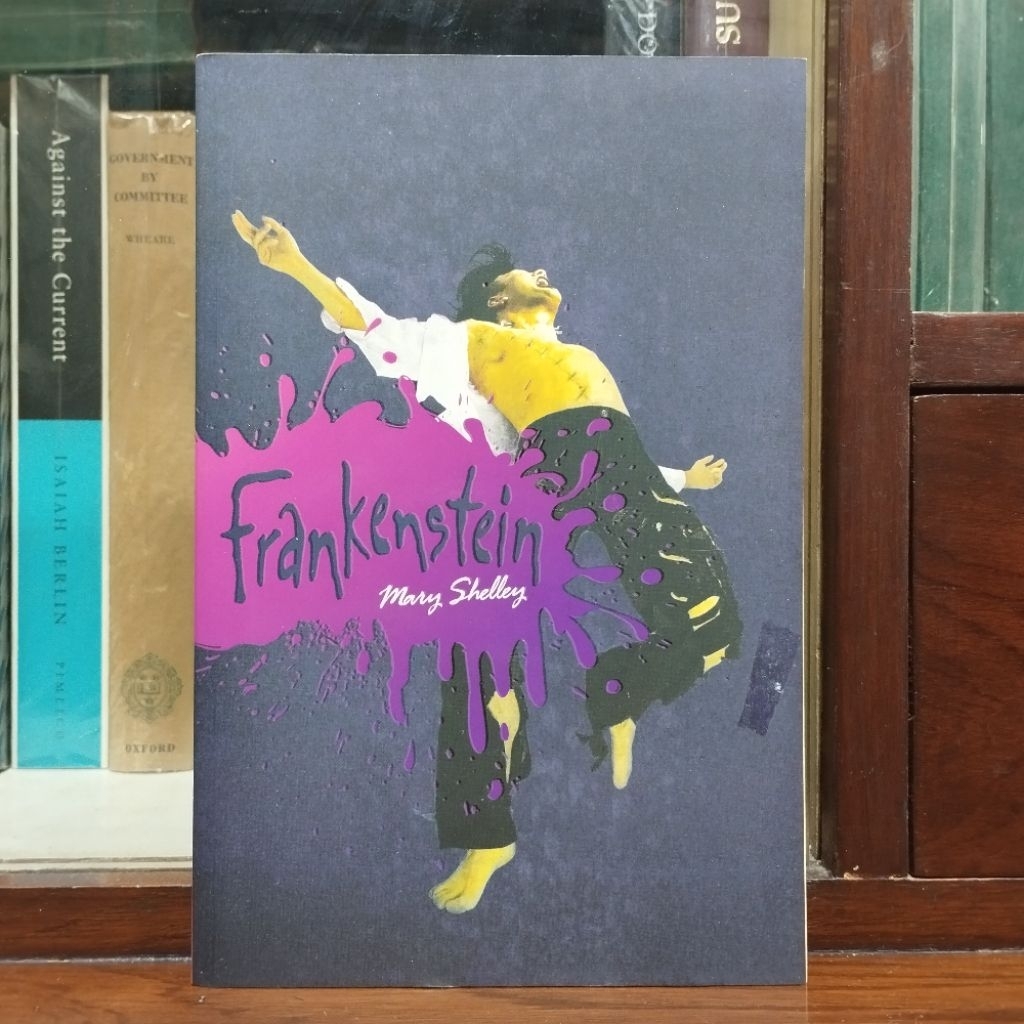 Against the Current
ISAIAH BERLIN
PIMLICO
GOVERNMENT
BY
COMMITTEE
WHEARE
OXFORD
Frankenstein
Mary Shelley